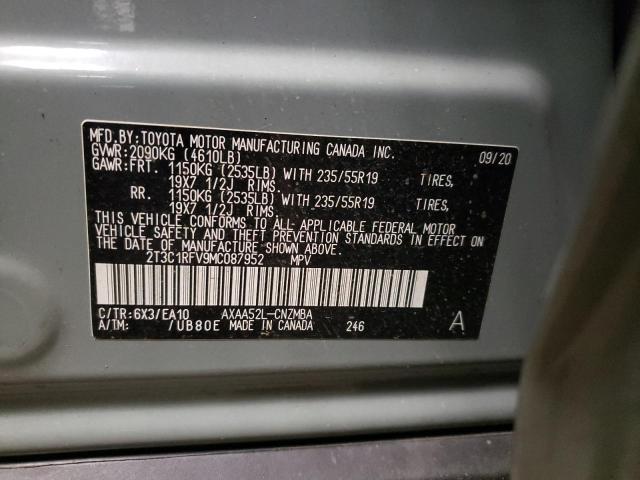 MFD.BY:TOYOTA MOTOR MANUFACTURING CANADA INC. 09/20
GVWR:2090KG (4610LB)
GAWR:FRT. 1150KG (2535LB) WITH 235/55R19 TIRES,
19X7 1/2J RIMS.
RR. 1150KG (2535LB) WITH 235/55R19 TIRES,
19X7 1/2J RIMS.
THIS VEHICLE CONFORMS TO ALL APPLICABLE FEDERAL MOTOR
VEHICLE SAFETY AND THEFT PREVENTION STANDARDS IN EFFECT ON
THE DATE OF MANUFACTURE SHOWN ABOVE.
2T3C1RFV9MC087952 MPV
C/TR:6X3/EA10 AXAA52L-CNZMBA
A/TM: /UB80E MADE IN CANADA 246 A